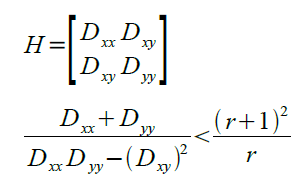 H = [ D_xx D_xy
D_xy D_yy ]
(D_xx + D_yy) / (D_xx D_yy − (D_xy)²) < (r+1)² / r